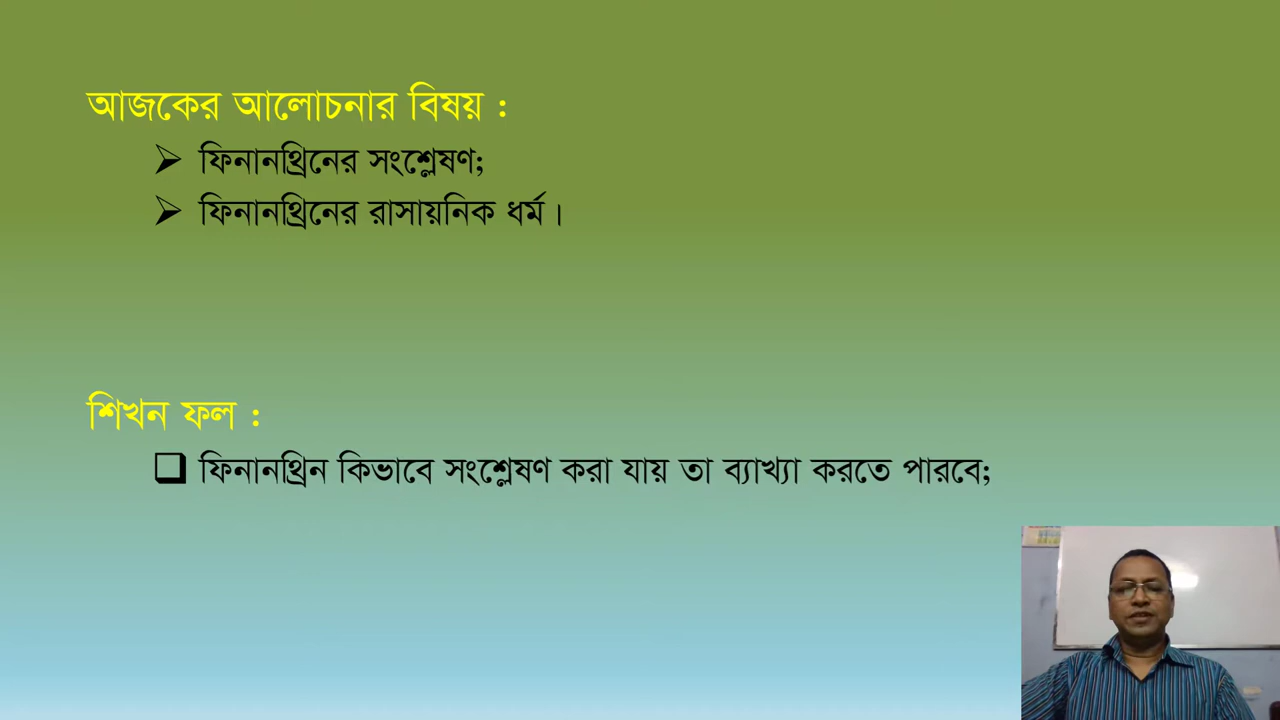 আজকের আলোচনার বিষয় :
➢ ফিনানথ্রিনের সংশ্লেষণ;
➢ ফিনানথ্রিনের রাসায়নিক ধর্ম।
শিখন ফল :
❑ ফিনানথ্রিন কিভাবে সংশ্লেষণ করা যায় তা ব্যাখ্যা করতে পারবে;